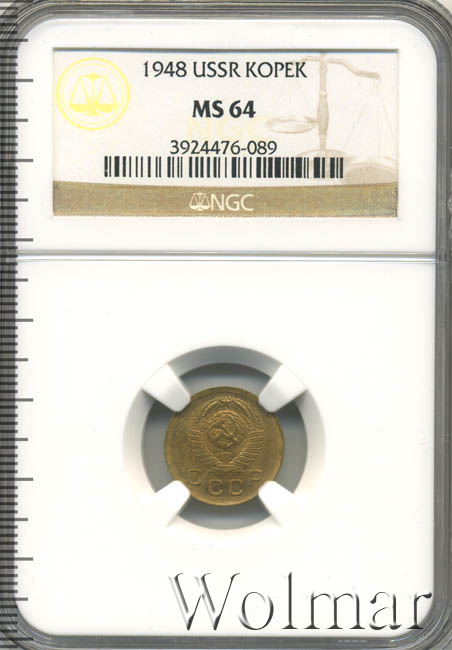 1948 USSR KOPEK
MS 64
3924476-089
NGC
СССР
Wolmar